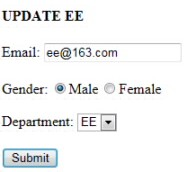 UPDATE EE
Email: ee@163.com
Gender: Male Female
Department: EE
Submit